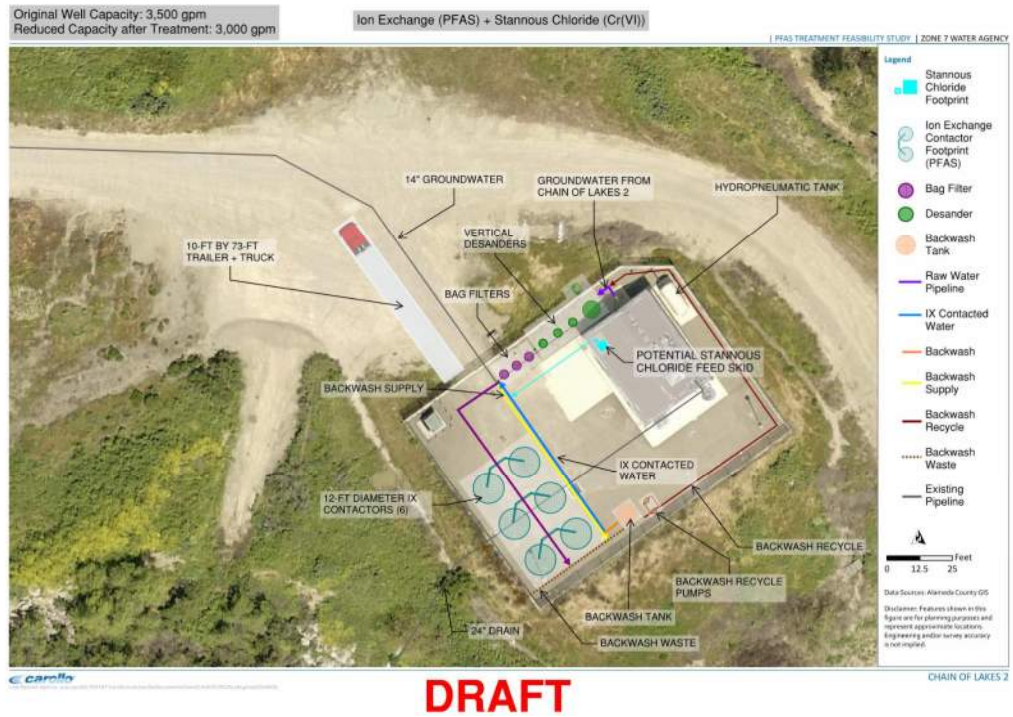 Original Well Capacity: 3,500 gpm
Reduced Capacity after Treatment: 3,000 gpm
Ion Exchange (PFAS) + Stannous Chloride (Cr(VI))
| PFAS TREATMENT FEASIBILITY STUDY | ZONE 7 WATER AGENCY
14" GROUNDWATER
GROUNDWATER FROM
CHAIN OF LAKES 2
HYDROPNEUMATIC TANK
10-FT BY 73-FT
TRAILER + TRUCK
VERTICAL
DESANDERS
BAG FILTERS
POTENTIAL STANNOUS
CHLORIDE FEED SKID
BACKWASH SUPPLY
IX CONTACTED
WATER
12-FT DIAMETER IX
CONTACTORS (6)
BACKWASH RECYCLE
BACKWASH RECYCLE
PUMPS
BACKWASH TANK
24" DRAIN
BACKWASH WASTE
Legend
Stannous
Chloride
Footprint
Ion Exchange
Contactor
Footprint
(PFAS)
Bag Filter
Desander
Backwash
Tank
Raw Water
Pipeline
IX Contacted
Water
Backwash
Backwash
Supply
Backwash
Recycle
Backwash
Waste
Existing
Pipeline
Feet
0 12.5 25
Data Sources: Alameda County GIS
Disclaimer: Features shown in this
figure are for planning purposes and
represent approximate locations.
Engineering and/or survey accuracy
is not implied.
carollo
CHAIN OF LAKES 2
DRAFT